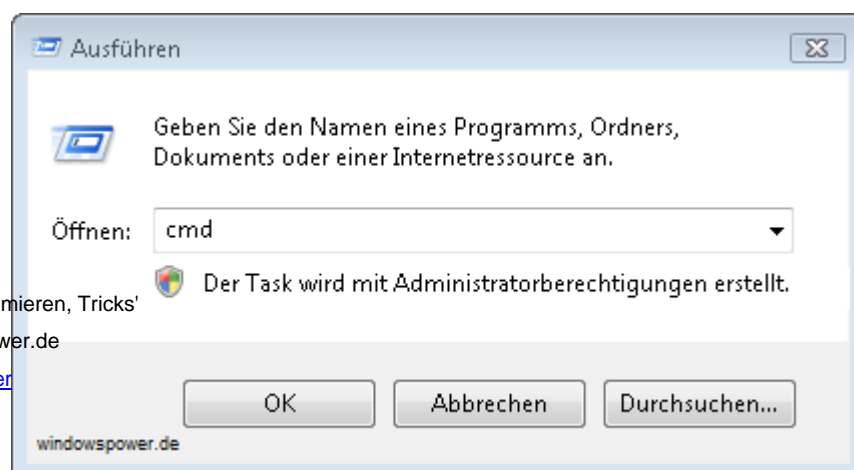 Ausführen
Geben Sie den Namen eines Programms, Ordners,
Dokuments oder einer Internetressource an.
Öffnen: cmd
Der Task wird mit Administratorberechtigungen erstellt.
mieren, Tricks'
wer.de
er
OK Abbrechen Durchsuchen...
windowspower.de